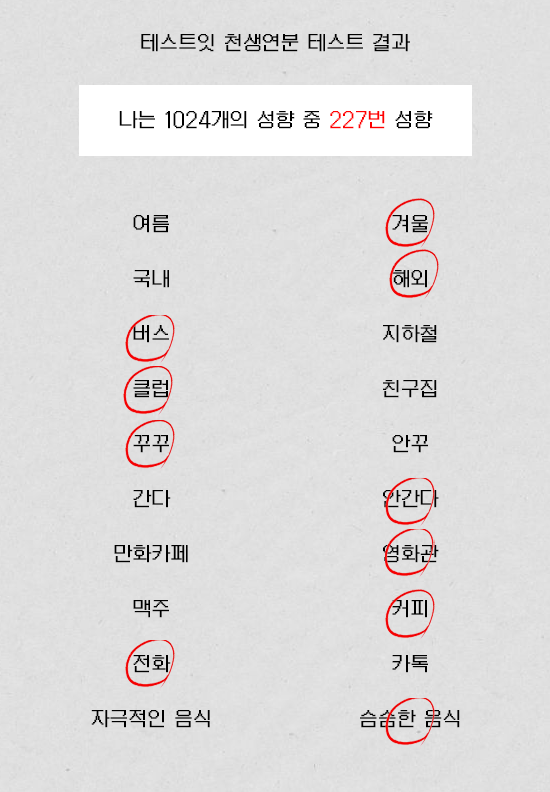 테스트잇 천생연분 테스트 결과
나는 1024개의 성향 중 227번 성향
여름 겨울
국내 해외
버스 지하철
클럽 친구집
꾸꾸 안꾸
간다 안간다
만화카페 영화관
맥주 커피
전화 카톡
자극적인 음식 슴슴한 음식